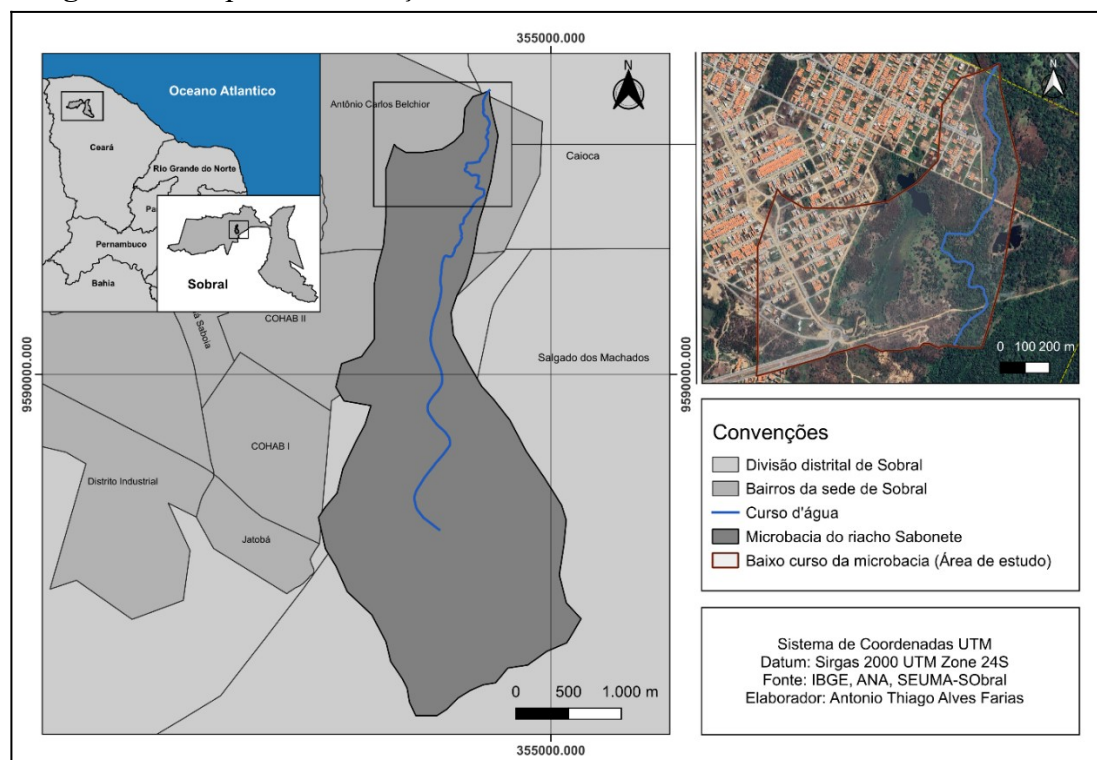 355000.000
N
Oceano Atlantico
Ceará
Rio Grande do Norte
Pa
Pernambuco
Bahia
Sobral
Antônio Carlos Belchior
Caioca
COHAB II
Saboia
Salgado dos Machados
9590000.000
9590000.000
COHAB I
Distrito Industrial
Jatobá
0 500 1.000 m
355000.000
N
0 100 200 m
Convenções
Divisão distrital de Sobral
Bairros da sede de Sobral
Curso d'água
Microbacia do riacho Sabonete
Baixo curso da microbacia (Área de estudo)
Sistema de Coordenadas UTM
Datum: Sirgas 2000 UTM Zone 24S
Fonte: IBGE, ANA, SEUMA-SObral
Elaborador: Antonio Thiago Alves Farias